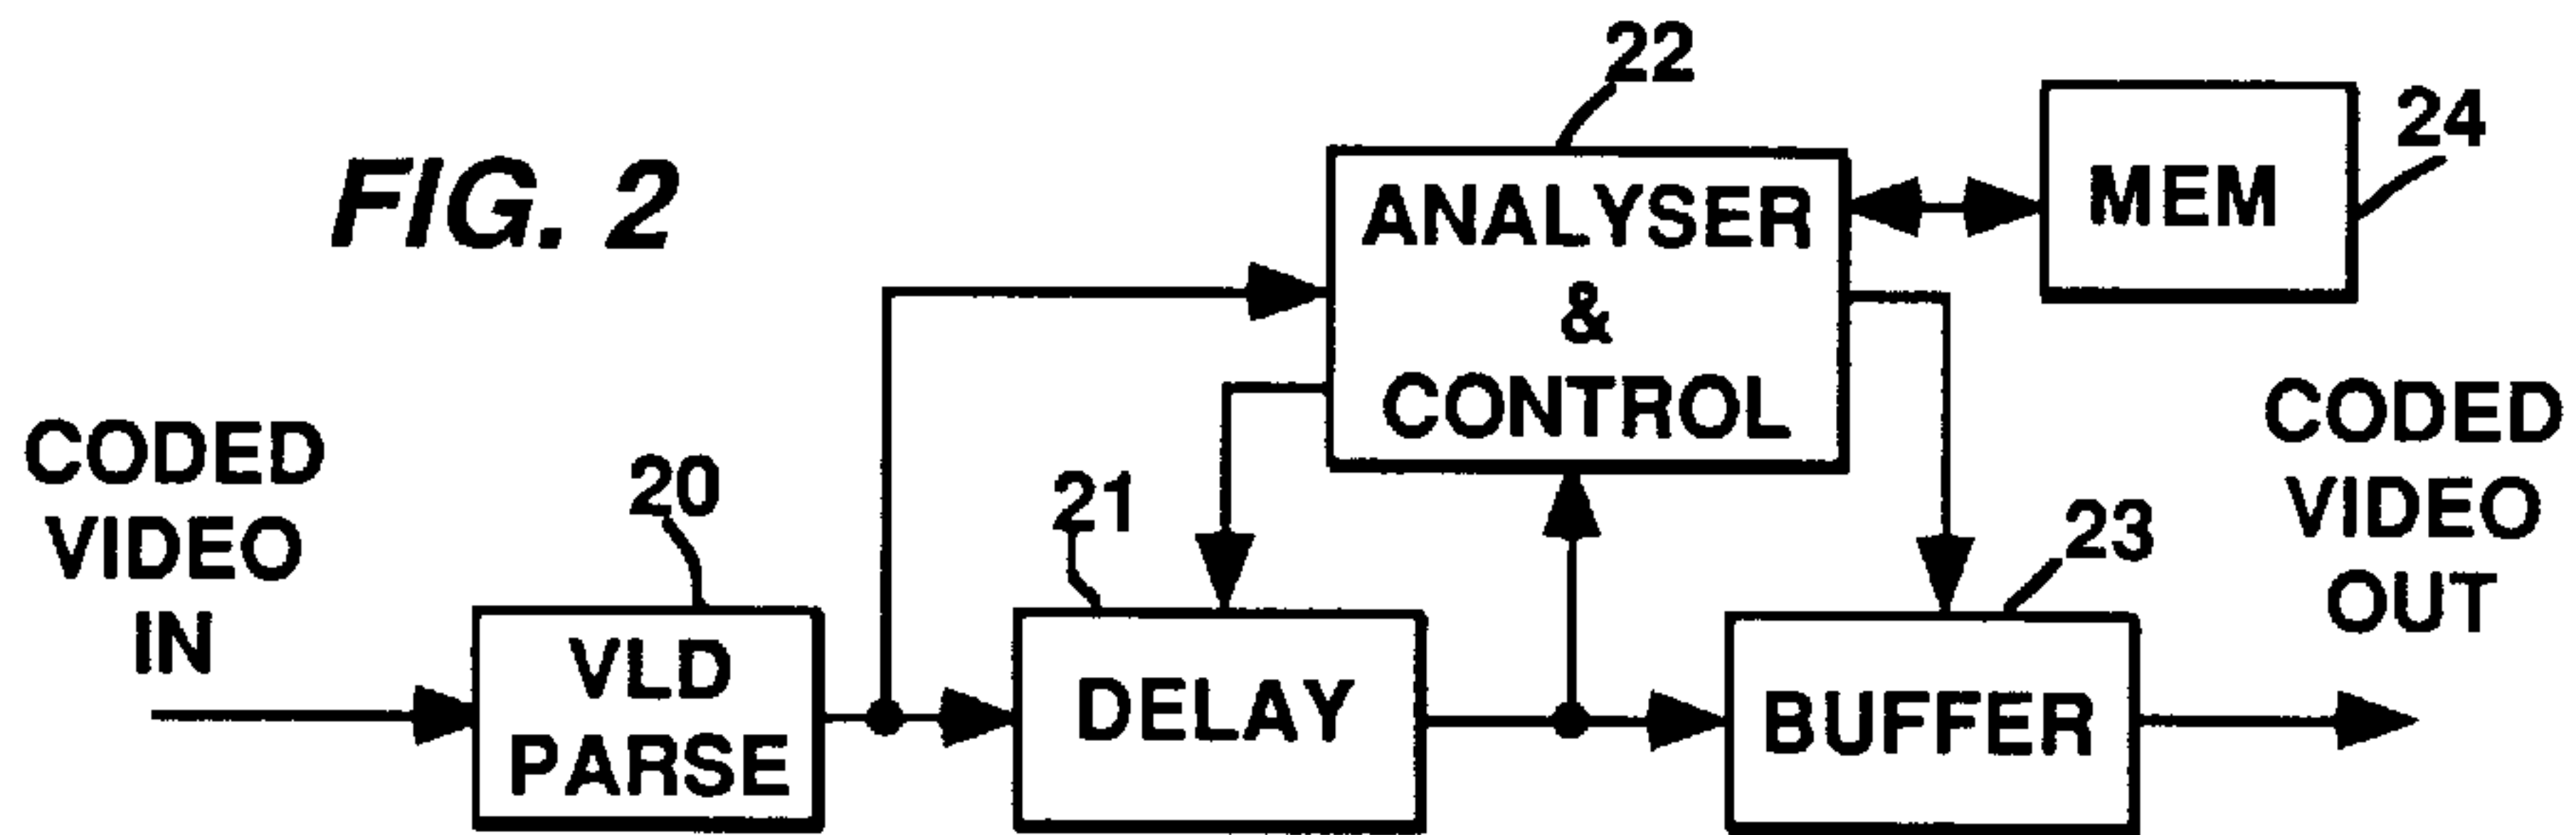 FIG. 2
22
24
ANALYSER
&
CONTROL
MEM
CODED
VIDEO
IN
20
21
23
VLD
PARSE
DELAY
BUFFER
CODED
VIDEO
OUT